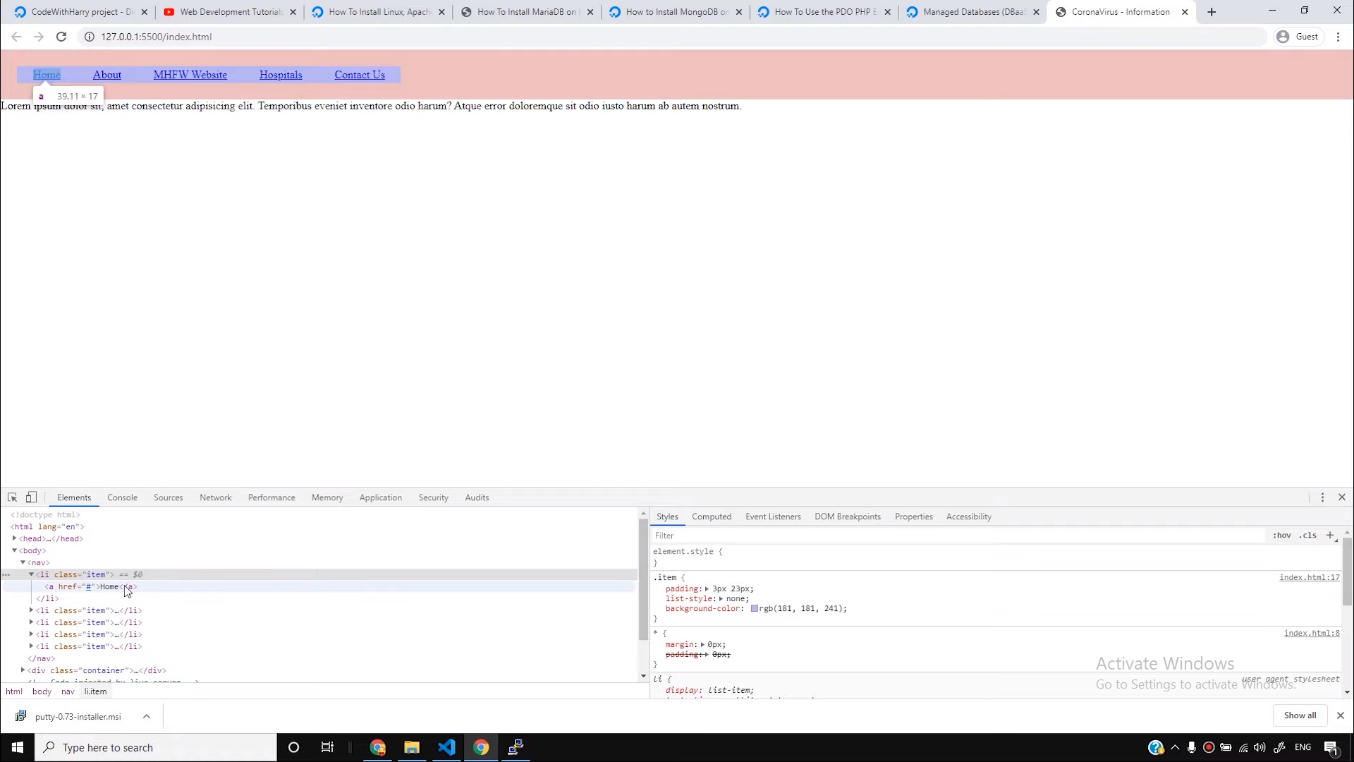 CodeWithHarry project - Di
Web Development Tutorials
How To Install Linux, Apach
How To Install MariaDB on
How to Install MongoDB on
How To Use the PDO PHP E
Managed Databases (DBaa
CoronaVirus - Information
127.0.0.1:5500/index.html
Guest
Home
About
MHFW Website
Hospitals
Contact Us
a 39.11 × 17
Lorem ipsum dolor sit, amet consectetur adipisicing elit. Temporibus eveniet inventore odio harum? Atque error doloremque sit odio iusto harum ab autem nostrum.
Elements Console Sources Network Performance Memory Application Security Audits
<!doctype html>
<html lang="en">
<head>…</head>
<body>
<nav>
<li class="item"> == $0
<a href="#">Home</a>
</li>
<li class="item">…</li>
<li class="item">…</li>
<li class="item">…</li>
<li class="item">…</li>
</nav>
<div class="container">…</div>
<!-- Code injected by live-server -->
html body nav li.item
Styles Computed Event Listeners DOM Breakpoints Properties Accessibility
Filter
:hov .cls +
element.style {
}
.item { index.html:17
padding: 3px 23px;
list-style: none;
background-color: rgb(181, 181, 241);
}
* { index.html:8
margin: 0px;
padding: 0px;
}
li { user agent stylesheet
display: list-item;
Activate Windows
Go to Settings to activate Windows.
putty-0.73-installer.msi
Show all
Type here to search
ENG
1